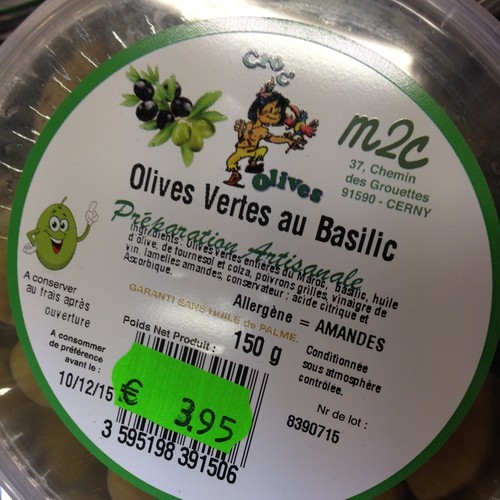 Croc'
Olives
m2c
37, Chemin
des Grouettes
91590 - CERNY
Olives Vertes au Basilic
Préparation Artisanale
Ingrédients : Olives vertes entières du Maroc, basilic, huile
d'olive, de tournesol et colza, poivrons grillés, vinaigre de
vin, lamelles amandes, conservateur : acide citrique et
Ascorbique.
Allergène = AMANDES
GARANTI SANS HUILE de PALME.
A conserver
au frais après
ouverture
Poids Net Produit : 150 g
Conditionnée
sous atmosphère
contrôlée.
A consommer
de préférence
avant le :
10/12/15
€ 3.95
Nr de lot :
8390715
3 595198 391506